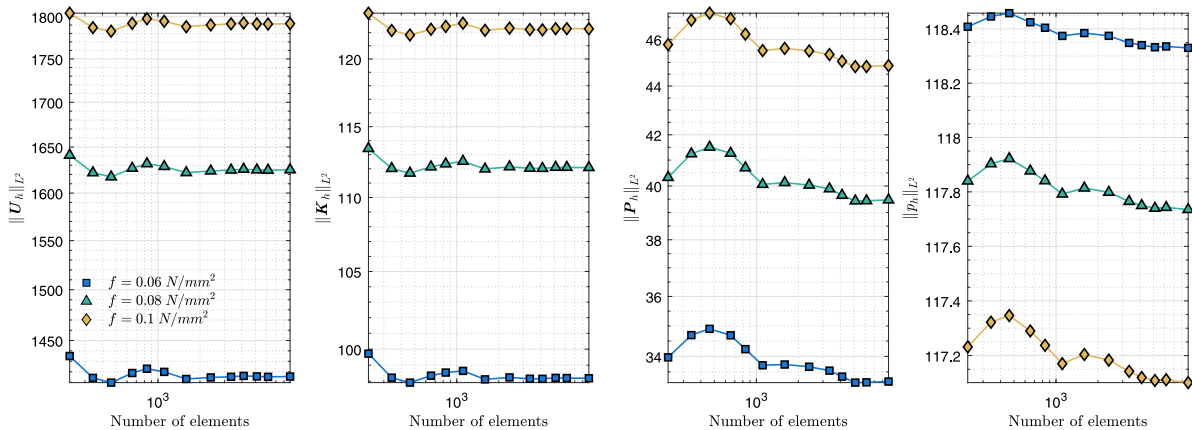 1800
1750
1700
1650
1600
1550
1500
1450
‖U_h‖_{L^2}
f = 0.06 N/mm^2
f = 0.08 N/mm^2
f = 0.1 N/mm^2
10^3
Number of elements
120
115
110
105
100
‖K_h‖_{L^2}
10^3
Number of elements
46
44
42
40
38
36
34
‖P_h‖_{L^2}
10^3
Number of elements
118.4
118.2
118
117.8
117.6
117.4
117.2
‖p_h‖_{L^2}
10^3
Number of elements